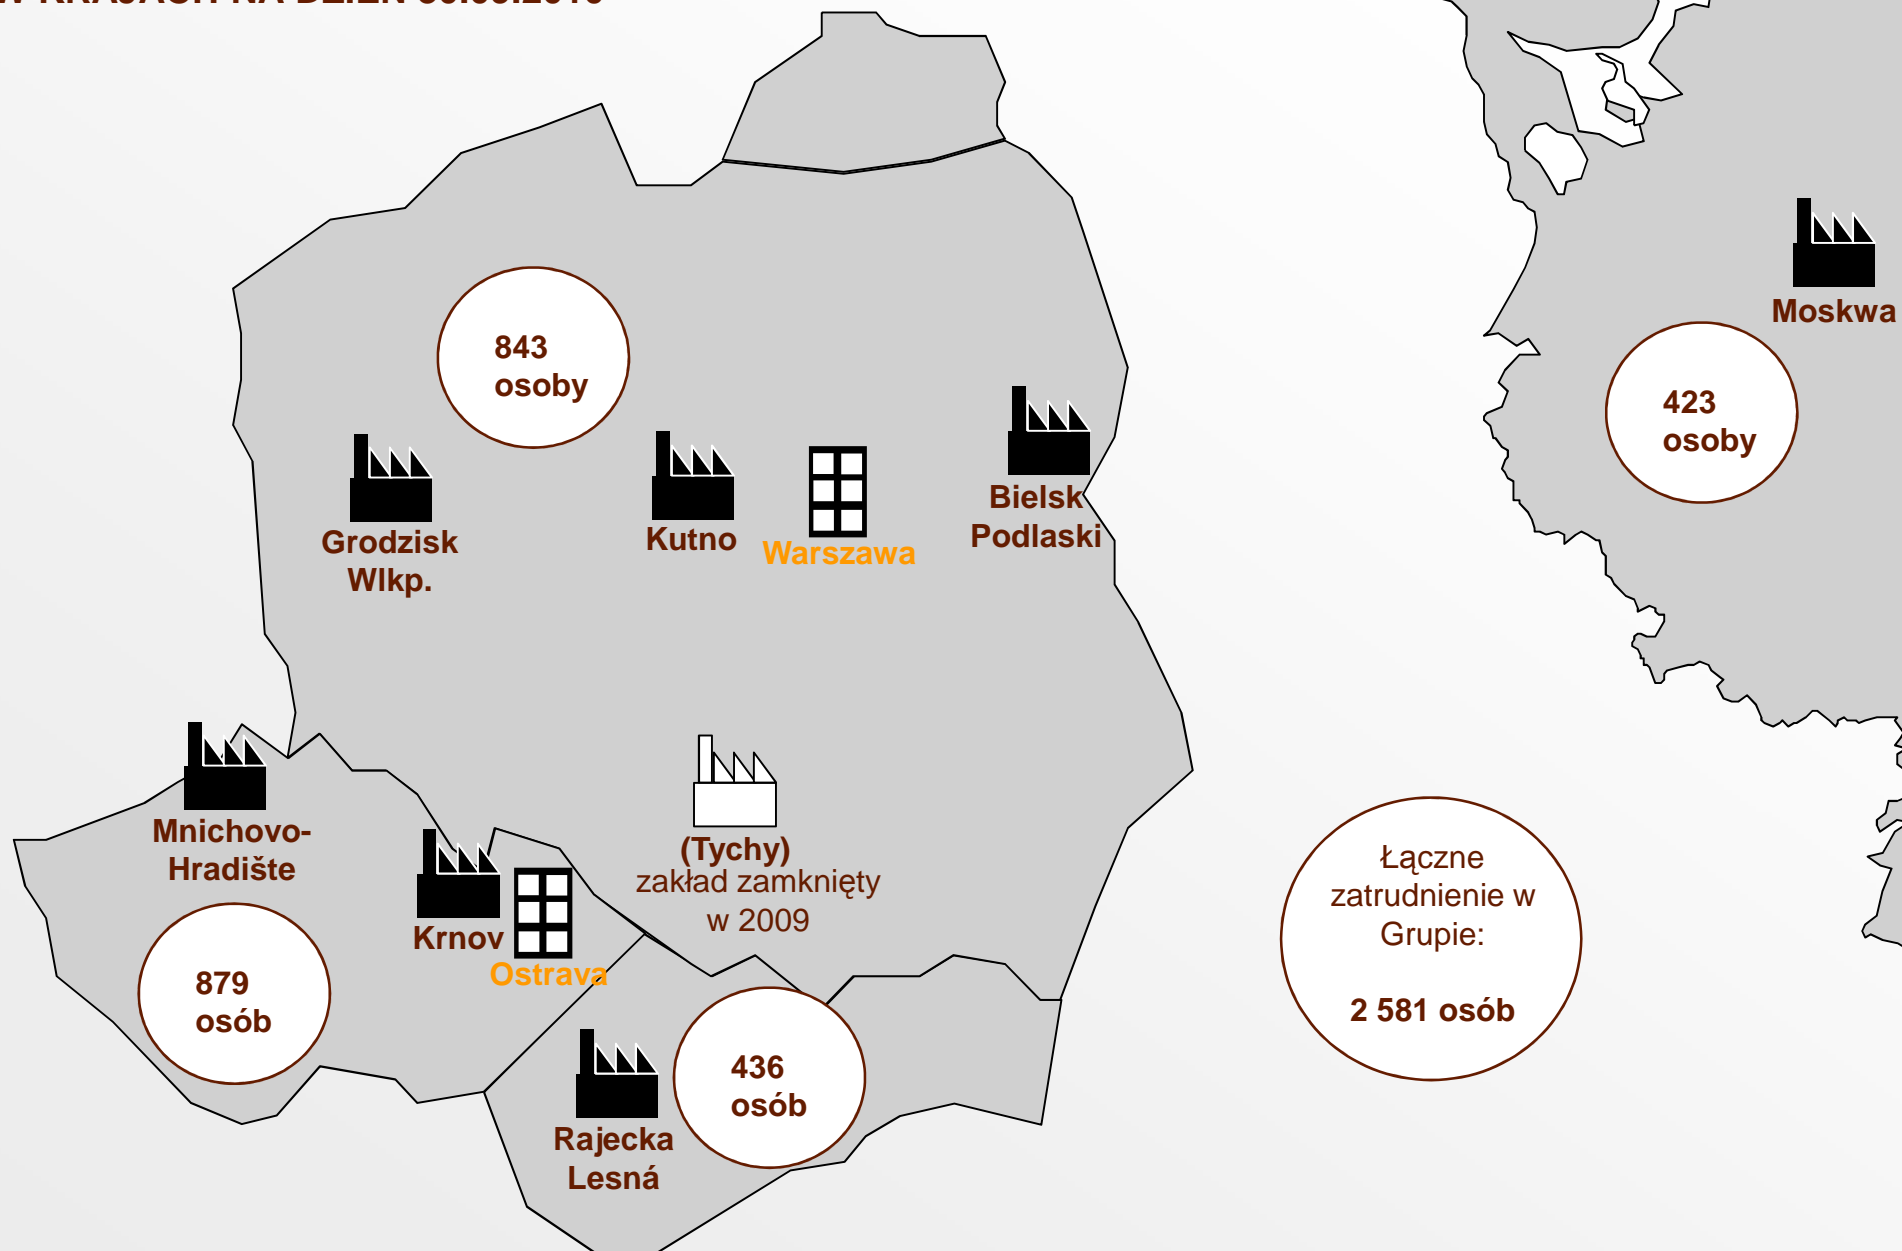 843
osoby
Grodzisk
Wlkp.
Kutno
Warszawa
Bielsk
Podlaski
Moskwa
423
osoby
Mnichovo-
Hradište
879
osób
Krnov
Ostrava
(Tychy)
zakład zamknięty
w 2009
Rajecka
Lesná
436
osób
Łączne
zatrudnienie w
Grupie:
2 581 osób